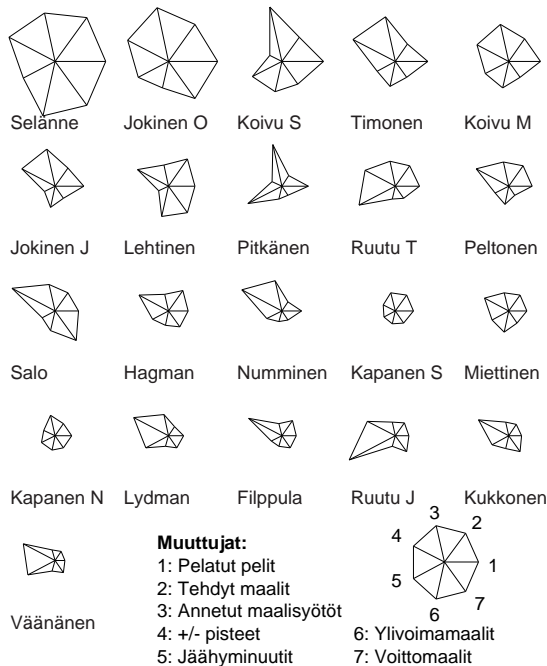 Selänne Jokinen O Koivu S Timonen Koivu M
Jokinen J Lehtinen Pitkänen Ruutu T Peltonen
Salo Hagman Numminen Kapanen S Miettinen
Kapanen N Lydman Filppula Ruutu J Kukkonen
Väänänen
Muuttujat:
1: Pelatut pelit
2: Tehdyt maalit
3: Annetut maalisyötöt
4: +/- pisteet
5: Jäähyminuutit
6: Ylivoimamaalit
7: Voittomaalit
3
2
4
1
5
7
6